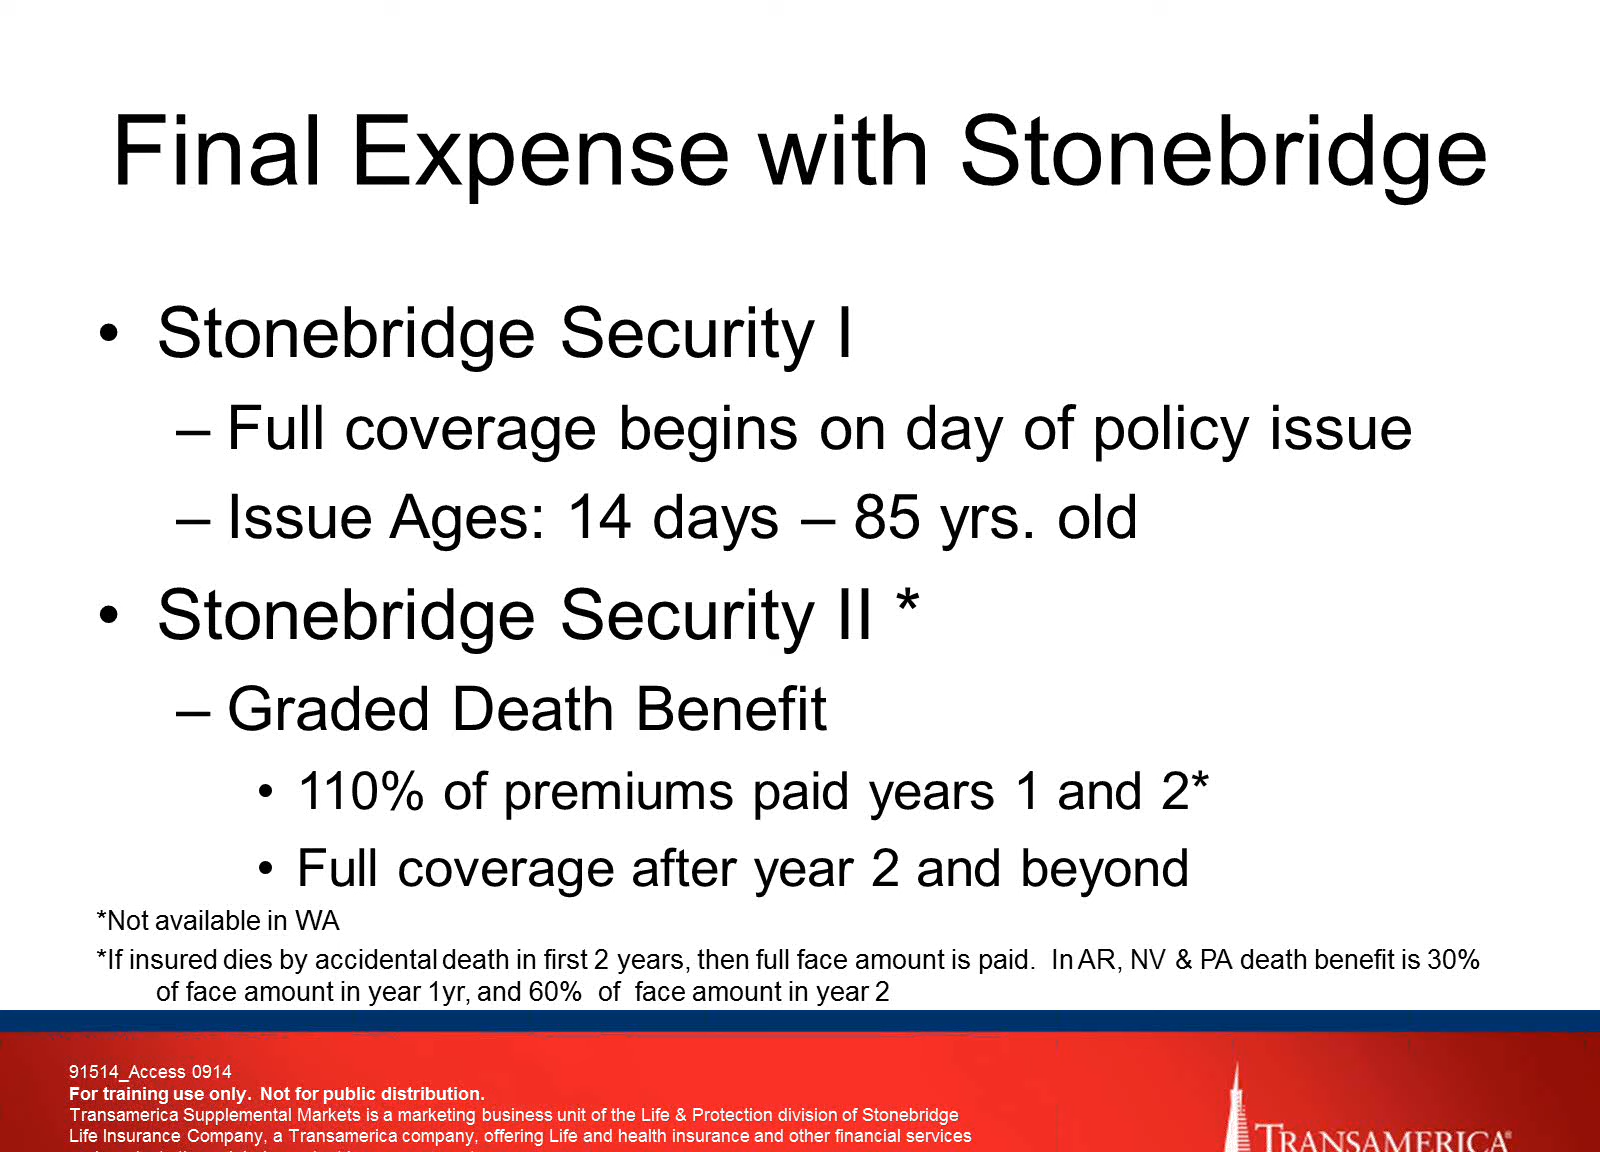 Final Expense with Stonebridge
• Stonebridge Security I
– Full coverage begins on day of policy issue
– Issue Ages: 14 days – 85 yrs. old
• Stonebridge Security II *
– Graded Death Benefit
• 110% of premiums paid years 1 and 2*
• Full coverage after year 2 and beyond
*Not available in WA
*If insured dies by accidental death in first 2 years, then full face amount is paid. In AR, NV & PA death benefit is 30%
of face amount in year 1yr, and 60% of face amount in year 2
91514_Access 0914
For training use only. Not for public distribution.
Transamerica Supplemental Markets is a marketing business unit of the Life & Protection division of Stonebridge
Life Insurance Company, a Transamerica company, offering Life and health insurance and other financial services
TRANSAMERICA®